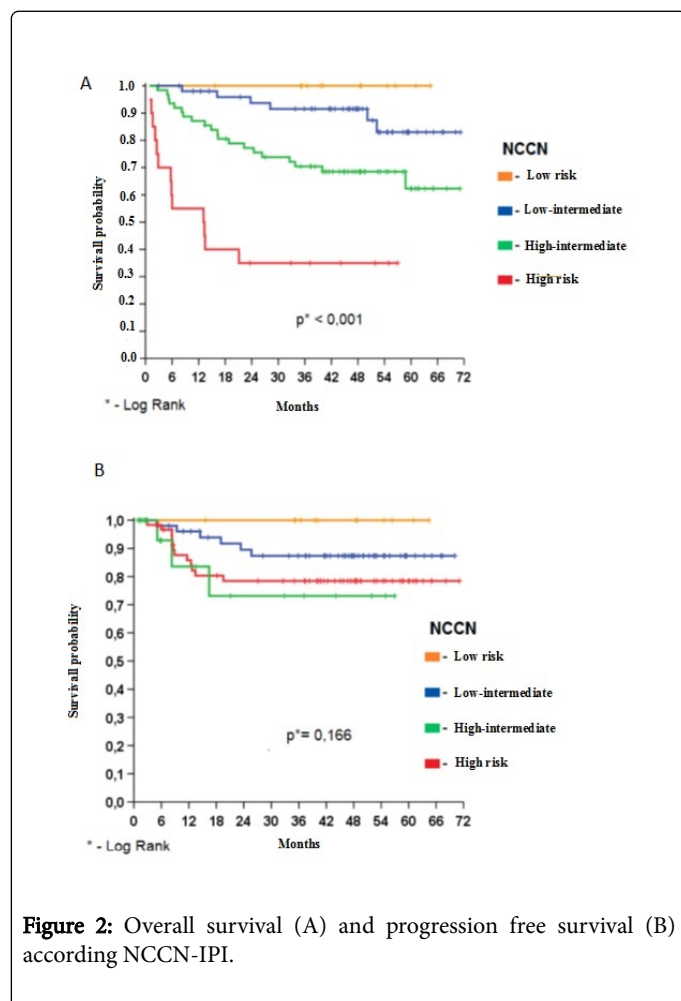 A
1.0
0.9
0.8
0.7
0.6
0.5
0.4
0.3
0.2
0.1
0.0
Survivall probability
NCCN
- Low risk
- Low-intermediate
- High-intermediate
- High risk
p* < 0,001
0 6 12 18 24 30 36 42 48 54 60 66 72
* - Log Rank
Months
B
1,0
0,9
0,8
0,7
0,6
0,5
0,4
0,3
0,2
0,1
0,0
Survivall probability
NCCN
- Low risk
- Low-intermediate
- High-intermediate
- High risk
p*= 0,166
0 6 12 18 24 30 36 42 48 54 60 66 72
* - Log Rank
Months
Figure 2: Overall survival (A) and progression free survival (B)
according NCCN-IPI.